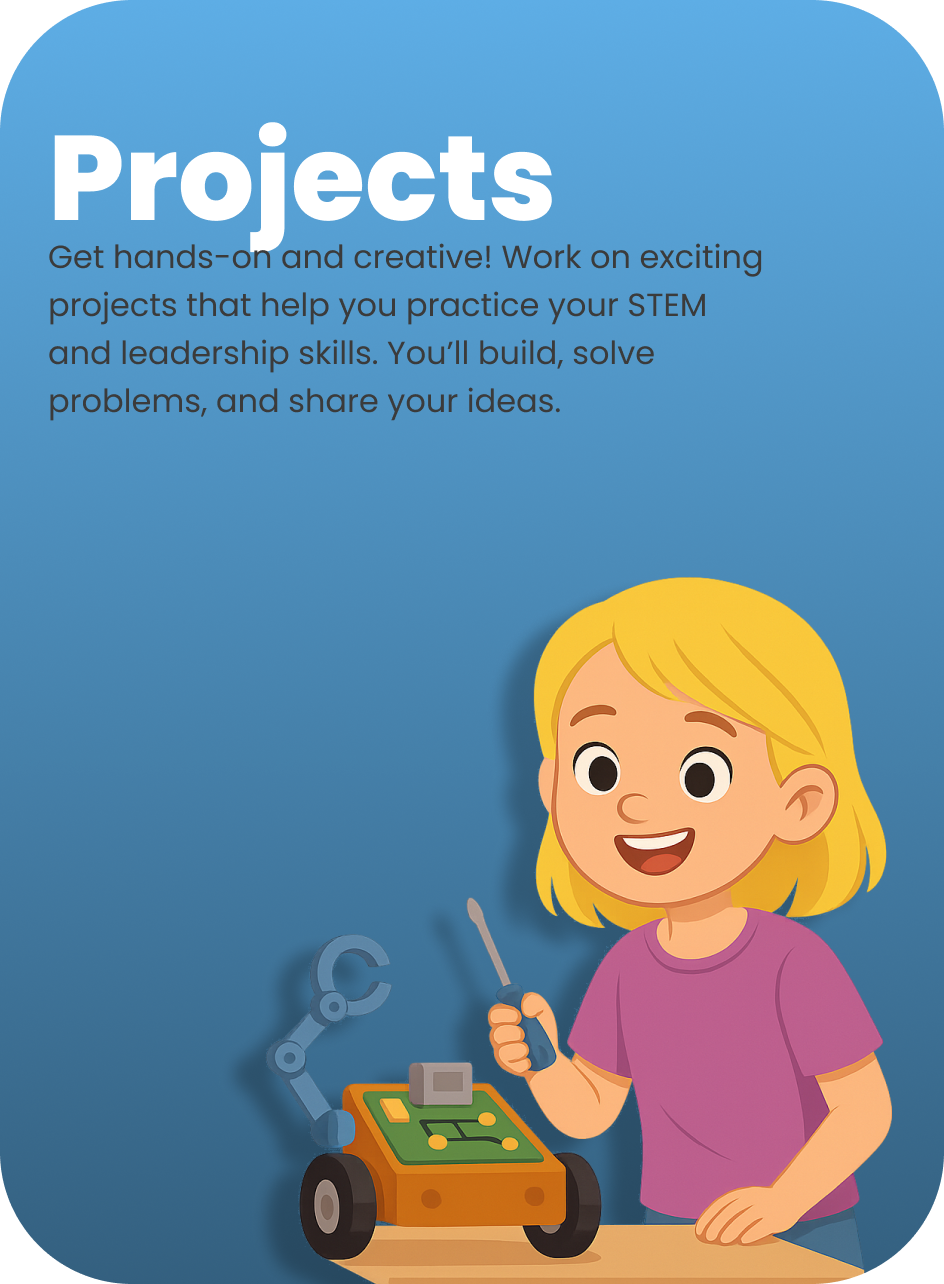 Projects
Get hands-on and creative! Work on exciting
projects that help you practice your STEM
and leadership skills. You’ll build, solve
problems, and share your ideas.